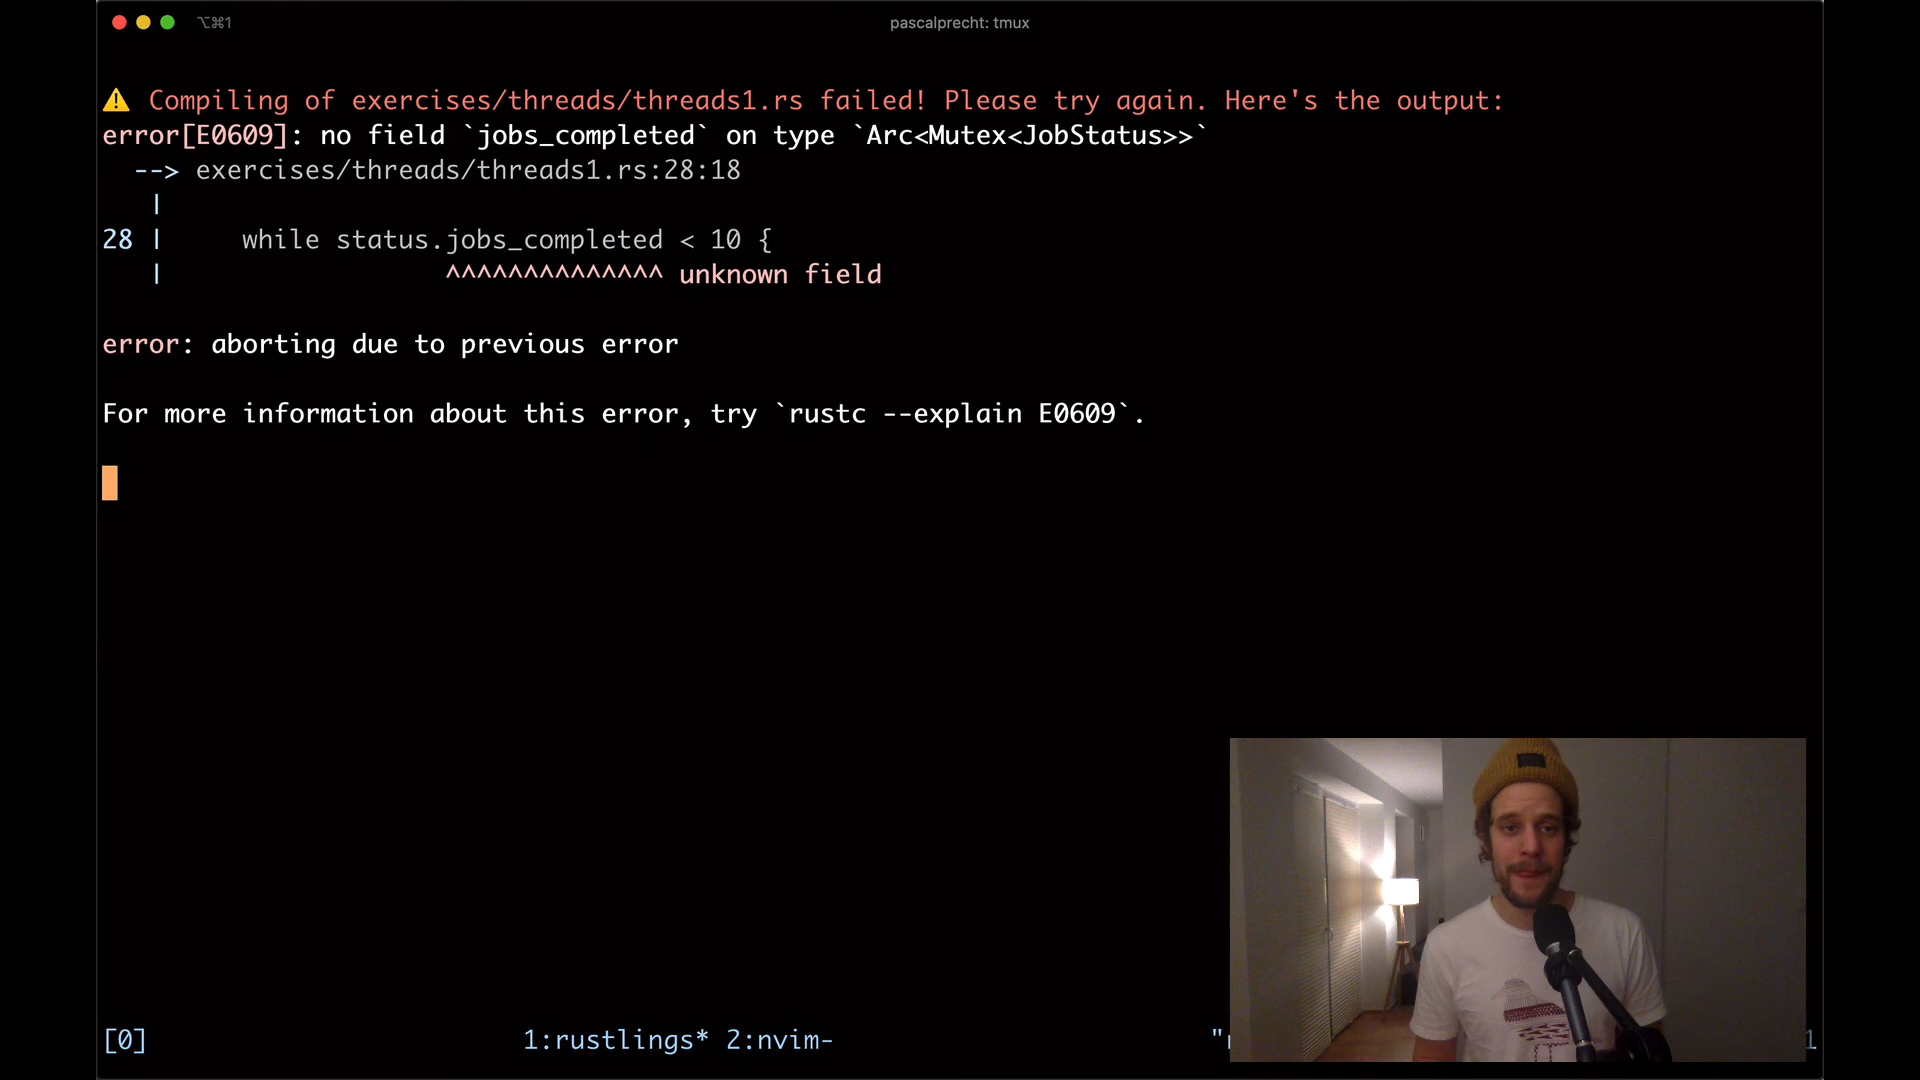 ⌥⌘1
pascalprecht: tmux
⚠ Compiling of exercises/threads/threads1.rs failed! Please try again. Here's the output:
error[E0609]: no field `jobs_completed` on type `Arc<Mutex<JobStatus>>`
  --> exercises/threads/threads1.rs:28:18
   |
28 |     while status.jobs_completed < 10 {
   |                  ^^^^^^^^^^^^^^ unknown field
error: aborting due to previous error
For more information about this error, try `rustc --explain E0609`.
[0] 1:rustlings* 2:nvim- "